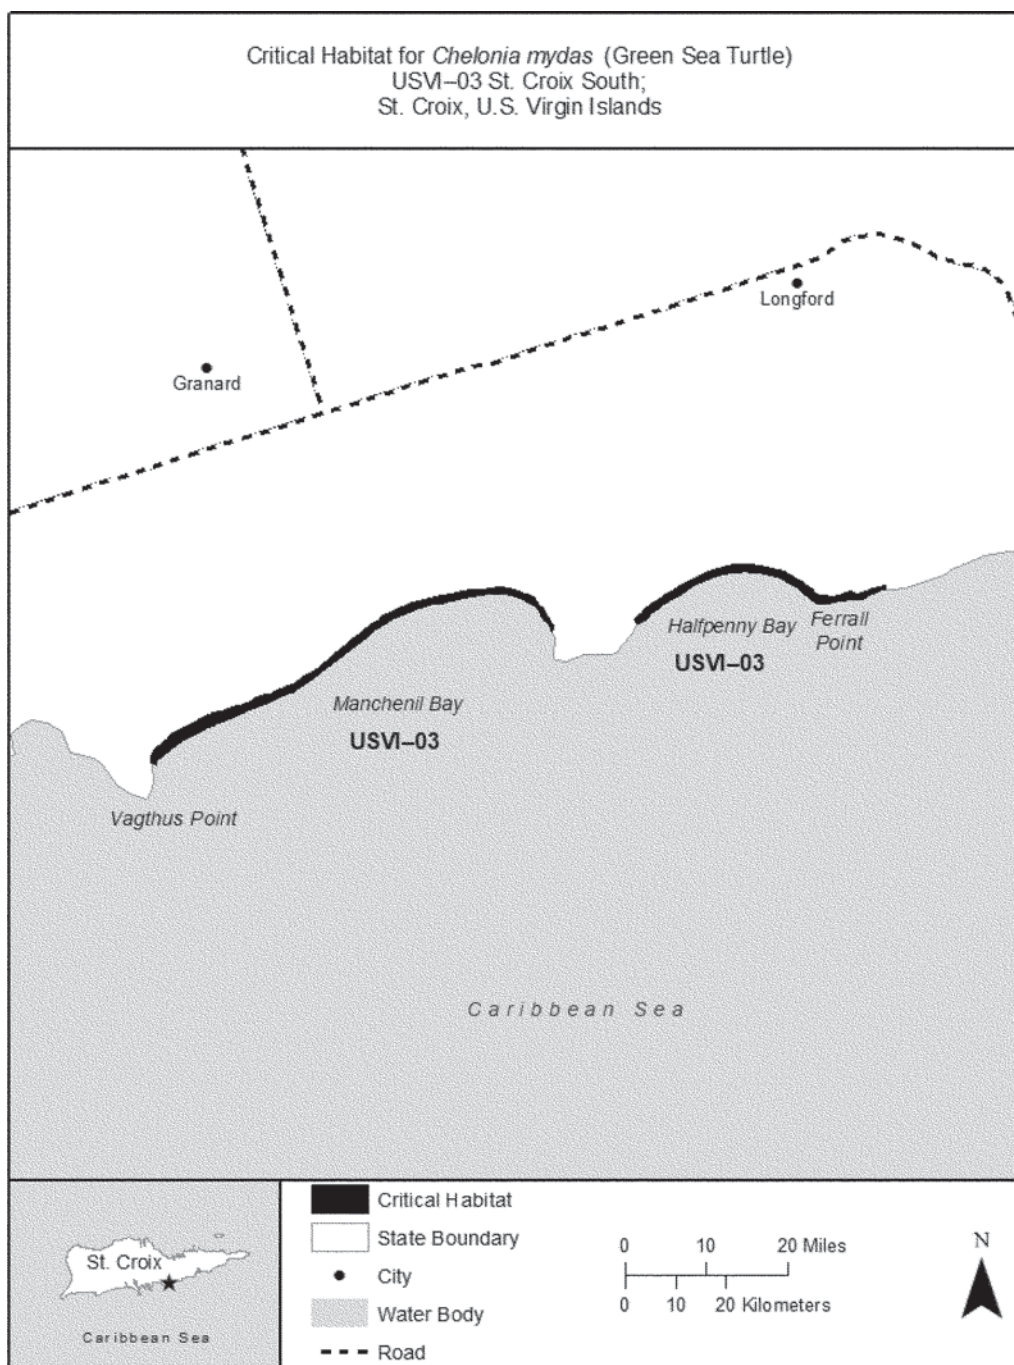 Critical Habitat for Chelonia mydas (Green Sea Turtle)
USVI–03 St. Croix South;
St. Croix, U.S. Virgin Islands
Longford
Granard
Halfpenny Bay
USVI–03
Ferrall
Point
Manchenil Bay
USVI–03
Vagthus Point
Caribbean Sea
St. Croix
Caribbean Sea
Critical Habitat
State Boundary
City
Water Body
Road
0 10 20 Miles
0 10 20 Kilometers
N